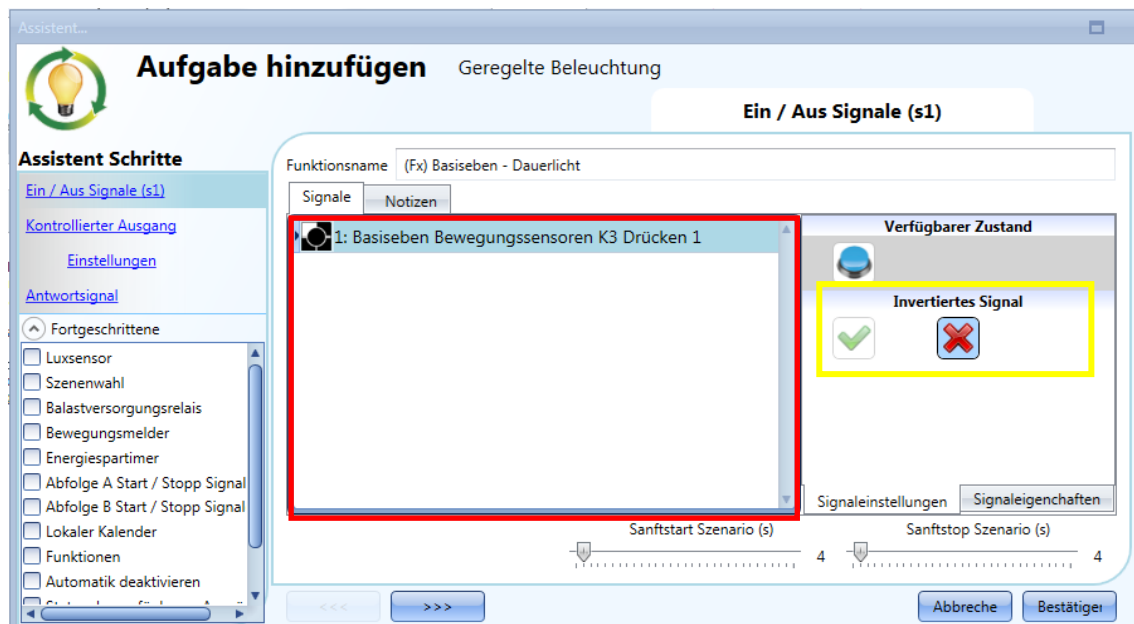 Assistent...
Aufgabe hinzufügen
Geregelte Beleuchtung
Ein / Aus Signale (s1)
Assistent Schritte
Ein / Aus Signale (s1)
Kontrollierter Ausgang
Einstellungen
Antwortsignal
Fortgeschrittene
Luxsensor
Szenenwahl
Balastversorgungsrelais
Bewegungsmelder
Energiespartimer
Abfolge A Start / Stopp Signal
Abfolge B Start / Stopp Signal
Lokaler Kalender
Funktionen
Automatik deaktivieren
Funktionsname
(Fx) Basiseben - Dauerlicht
Signale
Notizen
1: Basiseben Bewegungssensoren K3 Drücken 1
Verfügbarer Zustand
Invertiertes Signal
Signaleinstellungen
Signaleigenchaften
Sanftstart Szenario (s)
4
Sanftstop Szenario (s)
4
<<<
>>>
Abbreche
Bestätiger